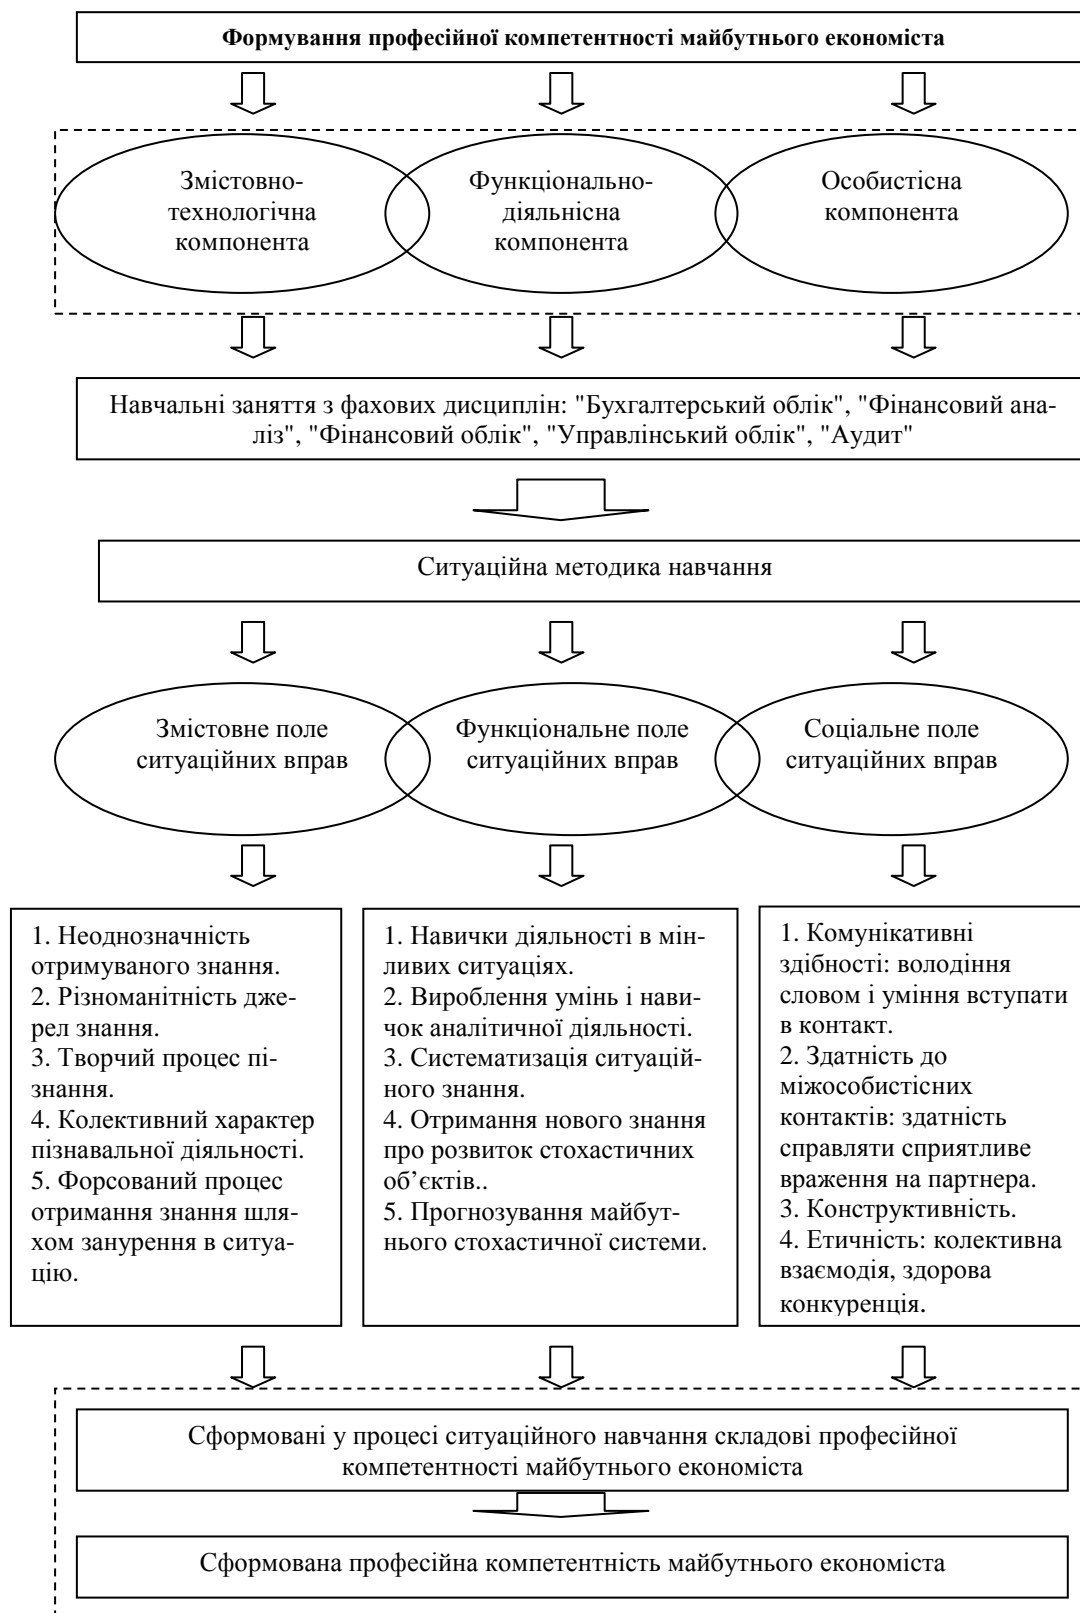 Формування професійної компетентності майбутнього економіста
Змістовно-
технологічна
компонента
Функціонально-
діяльнісна
компонента
Особистісна
компонента
Навчальні заняття з фахових дисциплін: "Бухгалтерський облік", "Фінансовий ана-
ліз", "Фінансовий облік", "Управлінський облік", "Аудит"
Ситуаційна методика навчання
Змістовне поле
ситуаційних вправ
Функціональне поле
ситуаційних вправ
Соціальне поле
ситуаційних вправ
1. Неоднозначність
отримуваного знання.
2. Різноманітність дже-
рел знання.
3. Творчий процес пі-
знання.
4. Колективний характер
пізнавальної діяльності.
5. Форсований процес
отримання знання шля-
хом занурення в ситуа-
цію.
1. Навички діяльності в мін-
ливих ситуаціях.
2. Вироблення умінь і нави-
чок аналітичної діяльності.
3. Систематизація ситуацій-
ного знання.
4. Отримання нового знання
про розвиток стохастичних
об’єктів..
5. Прогнозування майбут-
нього стохастичної системи.
1. Комунікативні
здібності: володіння
словом і уміння вступати
в контакт.
2. Здатність до
міжособистісних
контактів: здатність
справляти сприятливе
враження на партнера.
3. Конструктивність.
4. Етичність: колективна
взаємодія, здорова
конкуренція.
Сформовані у процесі ситуаційного навчання складові професійної
компетентності майбутнього економіста
Сформована професійна компетентність майбутнього економіста